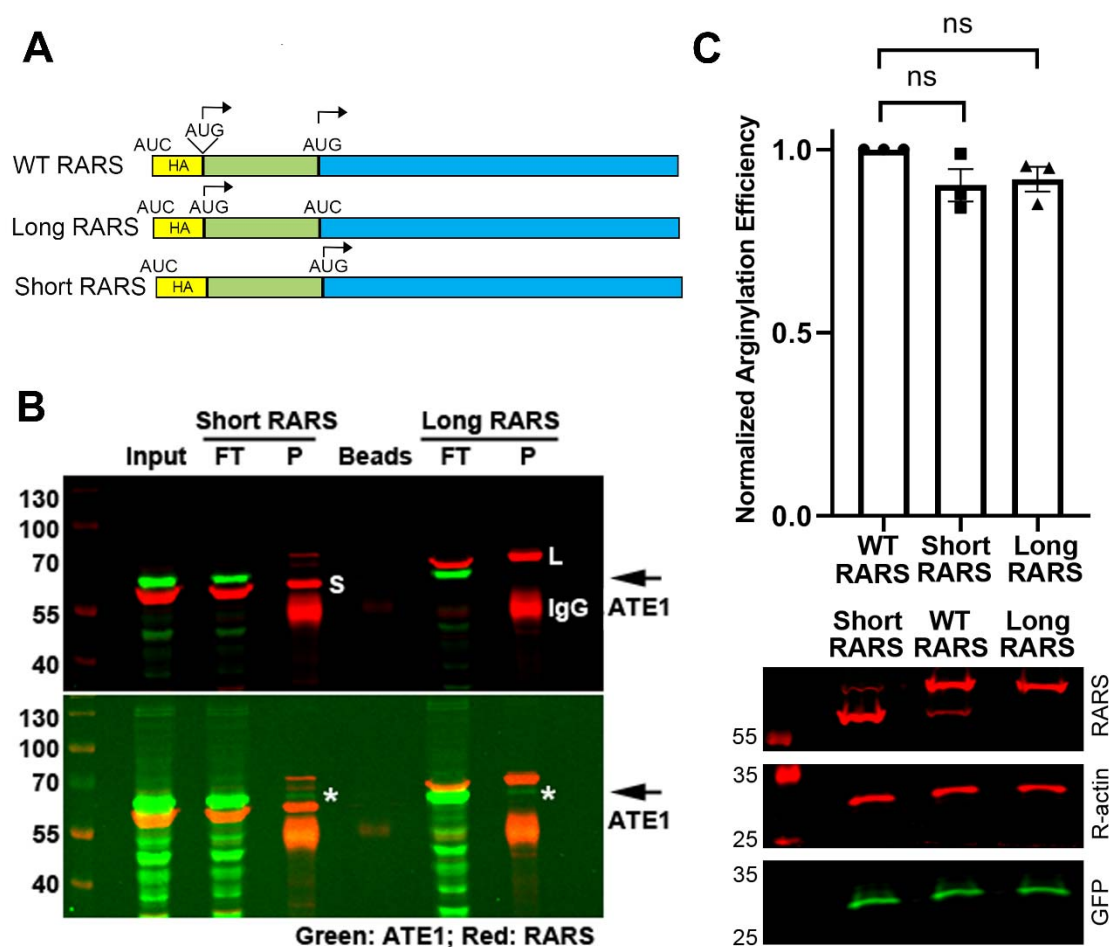 A
AUC AUG AUG
WT RARS HA
AUC AUG AUC
Long RARS HA
AUC AUG
Short RARS HA
B
Short RARS Long RARS
Input FT P Beads FT P
130
100
70
55
40
S
L
IgG
ATE1
130
100
70
55
40
*
*
ATE1
Green: ATE1; Red: RARS
C
ns
ns
Normalized Arginylation Efficiency
1.0
0.5
0.0
WT Short Long
RARS RARS RARS
Short WT Long
RARS RARS RARS
55
RARS
35
25
R-actin
35
25
GFP